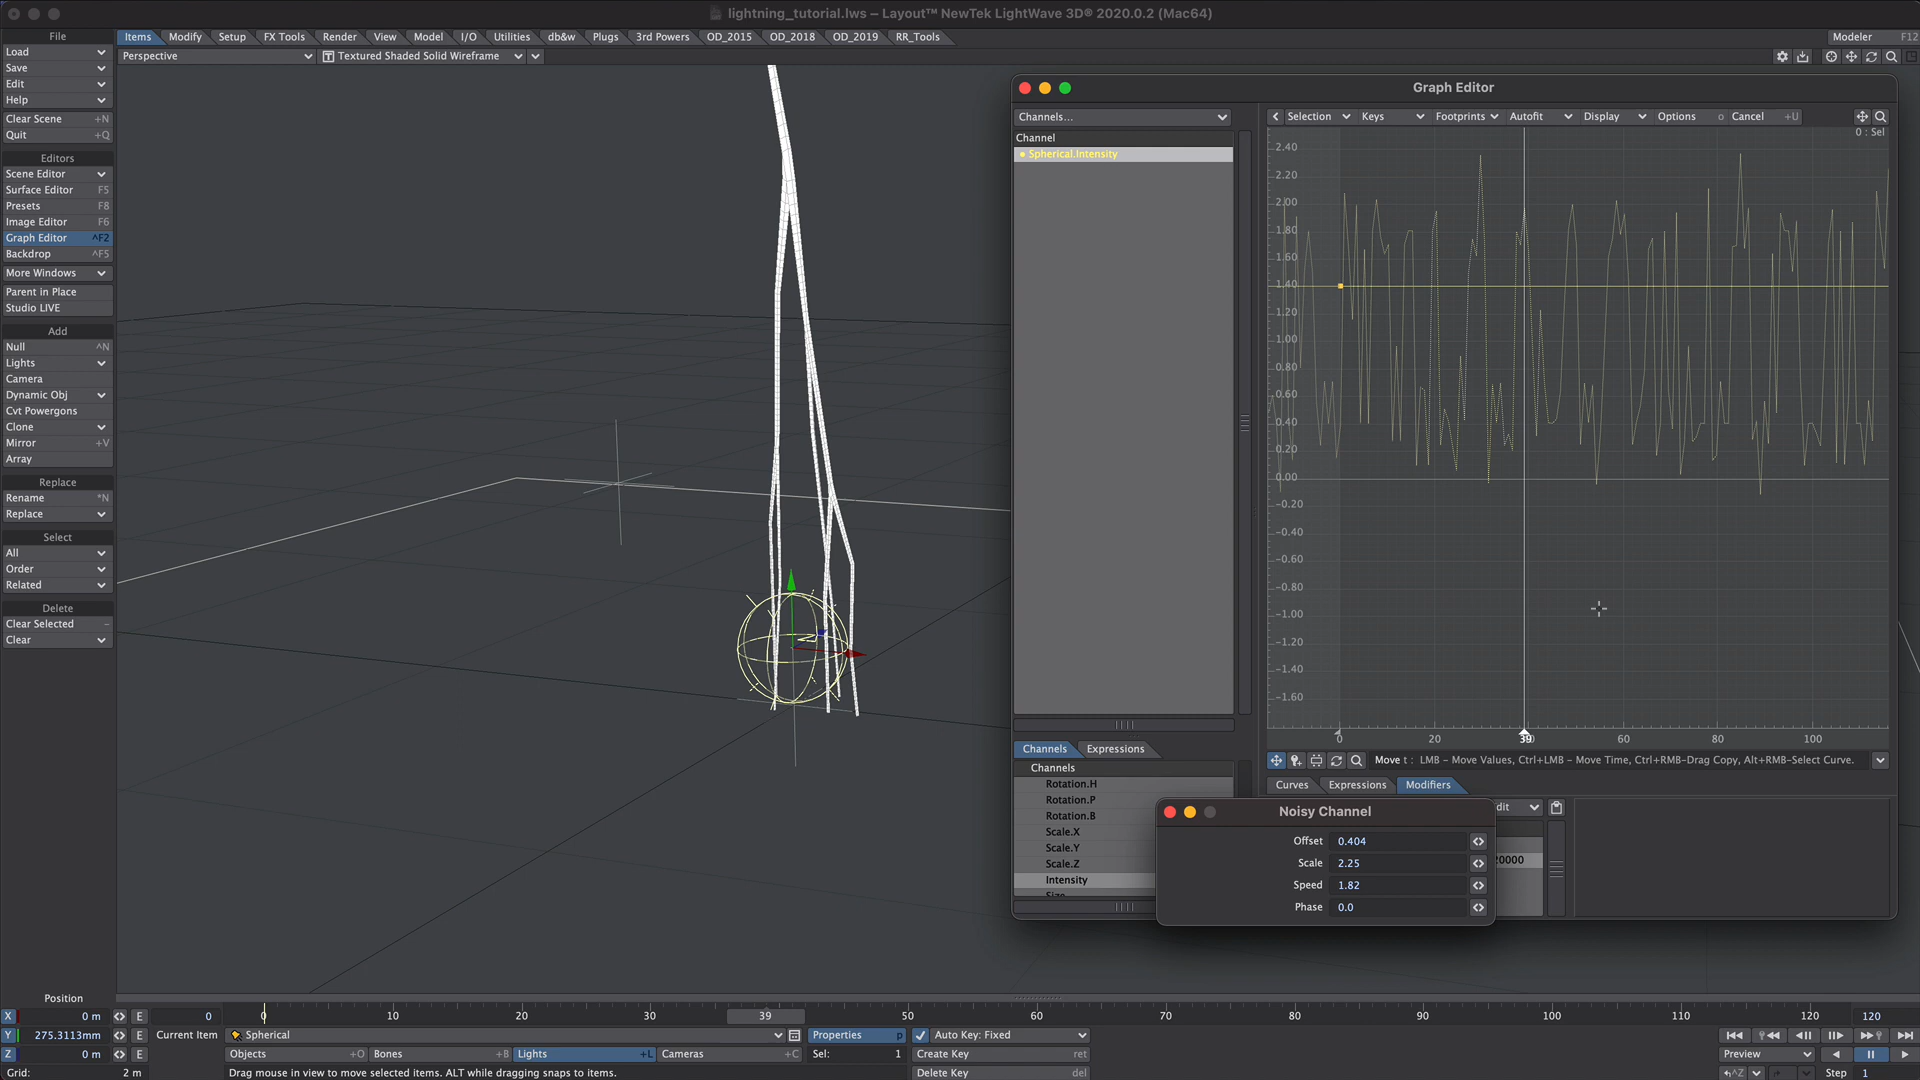 lightning_tutorial.lws – Layout™ NewTek LightWave 3D® 2020.0.2 (Mac64)
File
Items Modify Setup FX Tools Render View Model I/O Utilities db&w Plugs 3rd Powers OD_2015 OD_2018 OD_2019 RR_Tools Modeler F12
Load
Perspective
Textured Shaded Solid Wireframe
Save
Edit
Help
Clear Scene +N
Quit +Q
Editors
Scene Editor
Surface Editor F5
Presets F8
Image Editor F6
Graph Editor ^F2
Backdrop ^F5
More Windows
Parent in Place
Studio LIVE
Add
Null ^N
Lights
Camera
Dynamic Obj
Cvt Powergons
Clone
Mirror +V
Array
Replace
Rename *N
Replace
Select
All
Order
Related
Delete
Clear Selected –
Clear
Graph Editor
Channels...
Channel
Spherical.Intensity
Selection Keys Footprints Autofit Display Options o Cancel +U
0 : Sel
2.40
2.20
2.00
1.80
1.60
1.40
1.20
1.00
0.80
0.60
0.40
0.20
0.00
-0.20
-0.40
-0.60
-0.80
-1.00
-1.20
-1.40
-1.60
0 20 39 60 80 100
Move t : LMB - Move Values, Ctrl+LMB - Move Time, Ctrl+RMB-Drag Copy, Alt+RMB-Select Curve.
Channels Expressions
Channels
Rotation.H
Rotation.P
Rotation.B
Scale.X
Scale.Y
Scale.Z
Intensity
Size
Curves Expressions Modifiers
dit
20000
Noisy Channel
Offset 0.404
Scale 2.25
Speed 1.82
Phase 0.0
Position
X 0 m E 0 0 10 20 30 39 50 60 70 80 90 100 110 120 120
Y 275.3113mm E Current Item Spherical Properties p Auto Key: Fixed
Z 0 m E Objects +O Bones +B Lights +L Cameras +C Sel: 1 Create Key ret Preview
Grid: 2 m Drag mouse in view to move selected items. ALT while dragging snaps to items. Delete Key del ^Z Step 1